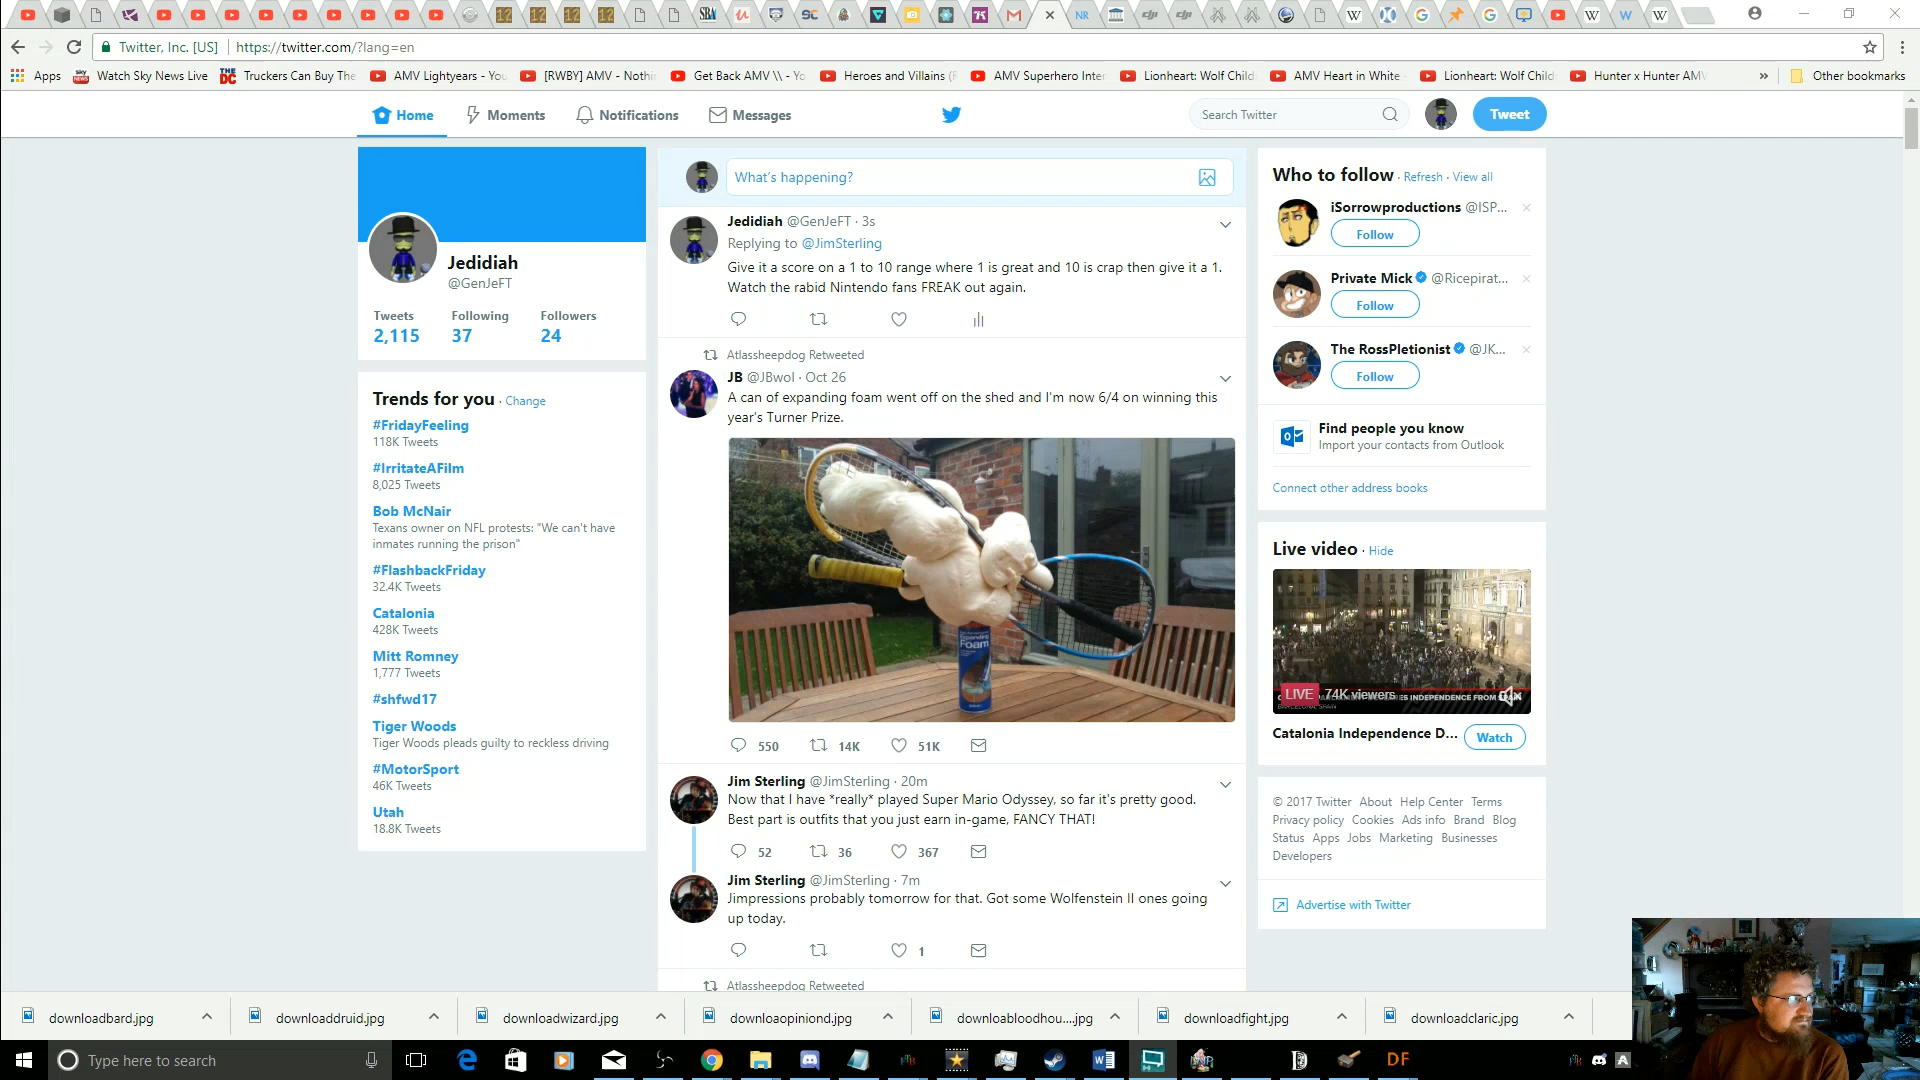 Twitter, Inc. [US] https://twitter.com/?lang=en
Apps Watch Sky News Live Truckers Can Buy The AMV Lightyears - You [RWBY] AMV - Nothi Get Back AMV \\ - Yo Heroes and Villains (F AMV Superhero Inter Lionheart: Wolf Child AMV Heart in White Lionheart: Wolf Child Hunter x Hunter AMV » Other bookmarks
Home Moments Notifications Messages Search Twitter Tweet
Jedidiah
@GenJeFT
Tweets Following Followers
2,115 37 24
Trends for you · Change
#FridayFeeling
118K Tweets
#IrritateAFilm
8,025 Tweets
Bob McNair
Texans owner on NFL protests: "We can't have
inmates running the prison"
#FlashbackFriday
32.4K Tweets
Catalonia
428K Tweets
Mitt Romney
1,777 Tweets
#shfwd17
Tiger Woods
Tiger Woods pleads guilty to reckless driving
#MotorSport
46K Tweets
Utah
18.8K Tweets
What's happening?
Jedidiah @GenJeFT · 3s
Replying to @JimSterling
Give it a score on a 1 to 10 range where 1 is great and 10 is crap then give it a 1.
Watch the rabid Nintendo fans FREAK out again.
Atlassheepdog Retweeted
JB @JBwol · Oct 26
A can of expanding foam went off on the shed and I'm now 6/4 on winning this
year's Turner Prize.
Expanding
Foam
550 14K 51K
Jim Sterling @JimSterling · 20m
Now that I have *really* played Super Mario Odyssey, so far it's pretty good.
Best part is outfits that you just earn in-game, FANCY THAT!
52 36 367
Jim Sterling @JimSterling · 7m
Jimpressions probably tomorrow for that. Got some Wolfenstein II ones going
up today.
1
Atlassheepdog Retweeted
Who to follow · Refresh · View all
iSorrowproductions @ISP...
Follow
Private Mick @Ricepirat...
Follow
The RossPletionist @JK...
Follow
Find people you know
Import your contacts from Outlook
Connect other address books
Live video · Hide
LIVE 74K viewers
INDEPENDENCE FROM
Catalonia Independence D... Watch
© 2017 Twitter About Help Center Terms
Privacy policy Cookies Ads info Brand Blog
Status Apps Jobs Marketing Businesses
Developers
Advertise with Twitter
downloadbard.jpg downloaddruid.jpg downloadwizard.jpg downloaopiniond.jpg downloabloodhou....jpg downloadfight.jpg downloadclaric.jpg
Type here to search DF